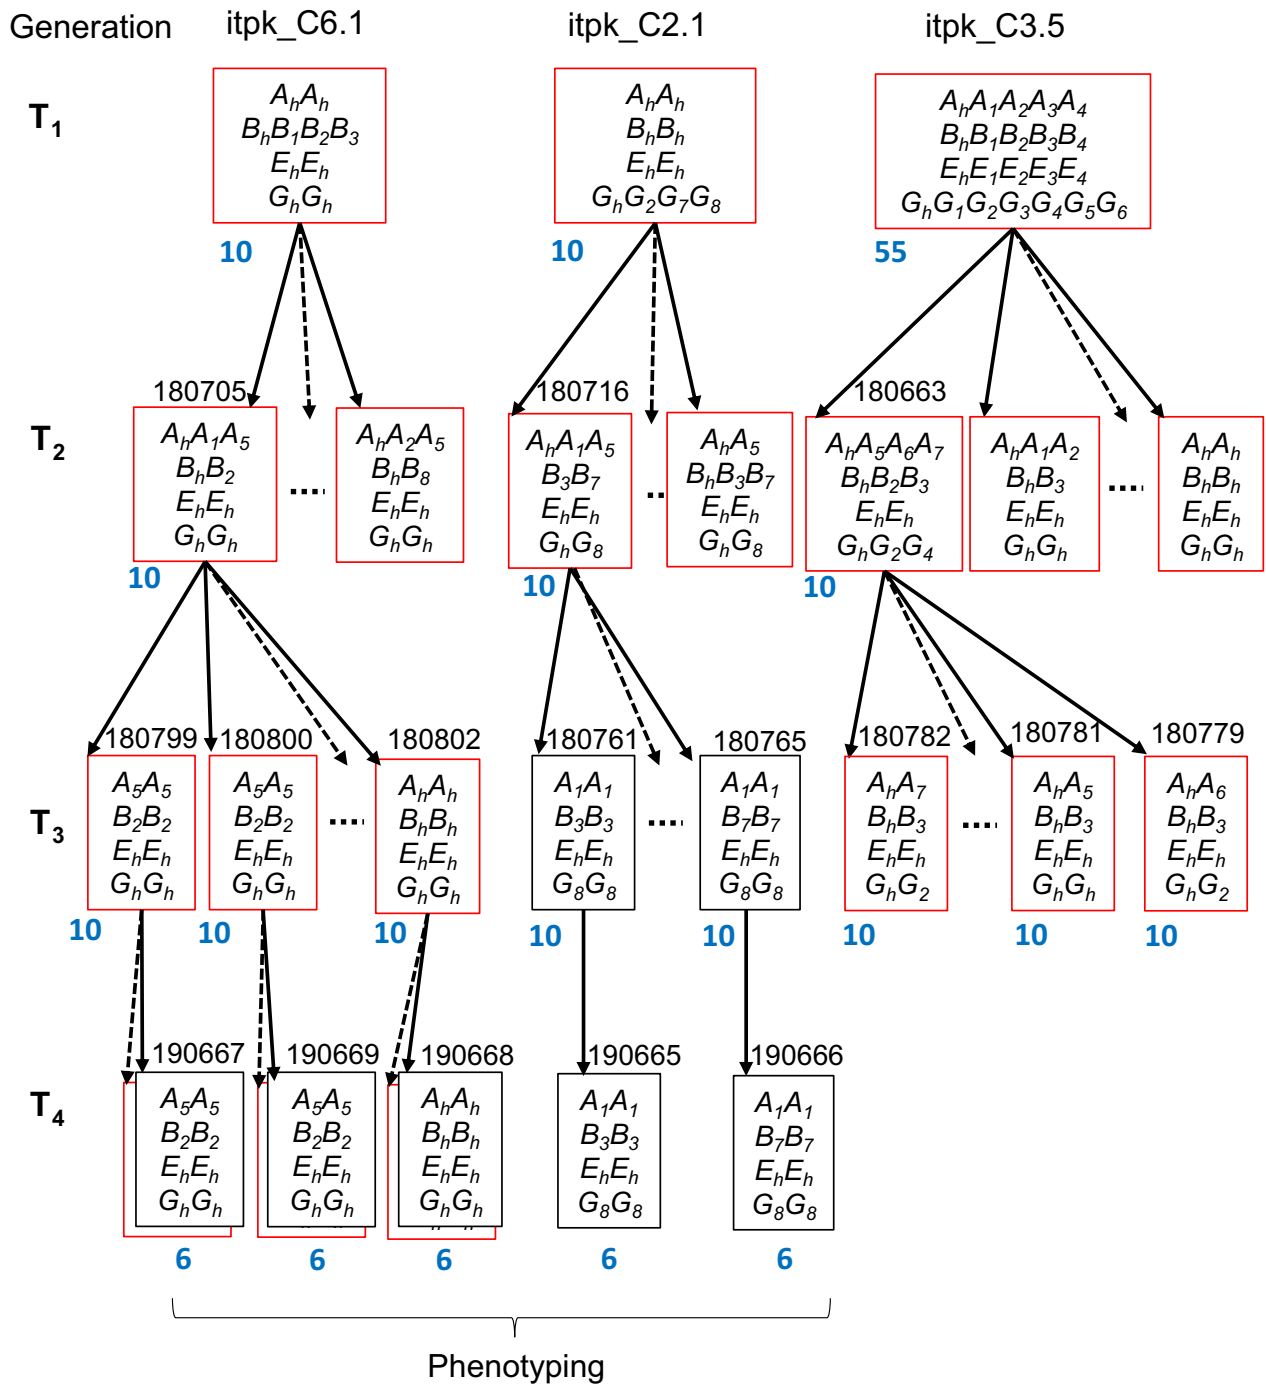 Generation itpk_C6.1 itpk_C2.1 itpk_C3.5
T1
AhAh
BhB1B2B3
EhEh
GhGh
10
AhAh
BhBh
EhEh
GhG2G7G8
10
AhA1A2A3A4
BhB1B2B3B4
EhE1E2E3E4
GhG1G2G3G4G5G6
55
T2
180705
AhA1A5
BhB2
EhEh
GhGh
10
.....
AhA2A5
BhB8
EhEh
GhGh
180716
AhA1A5
B3B7
EhEh
GhG8
10
..
AhA5
BhB3B7
EhEh
GhG8
180663
AhA5A6A7
BhB2B3
EhEh
GhG2G4
10
AhA1A2
BhB3
EhEh
GhGh
.....
AhAh
BhBh
EhEh
GhGh
T3
180799
A5A5
B2B2
EhEh
GhGh
10
180800
A5A5
B2B2
EhEh
GhGh
10
.....
180802
AhAh
BhBh
EhEh
GhGh
10
180761
A1A1
B3B3
EhEh
G8G8
10
.....
180765
A1A1
B7B7
EhEh
G8G8
10
180782
AhA7
BhB3
EhEh
GhG2
10
.....
180781
AhA5
BhB3
EhEh
GhGh
10
180779
AhA6
BhB3
EhEh
GhG2
10
T4
190667
A5A5
B2B2
EhEh
GhGh
6
190669
A5A5
B2B2
EhEh
GhGh
6
190668
AhAh
BhBh
EhEh
GhGh
6
190665
A1A1
B3B3
EhEh
G8G8
6
190666
A1A1
B7B7
EhEh
G8G8
6
Phenotyping